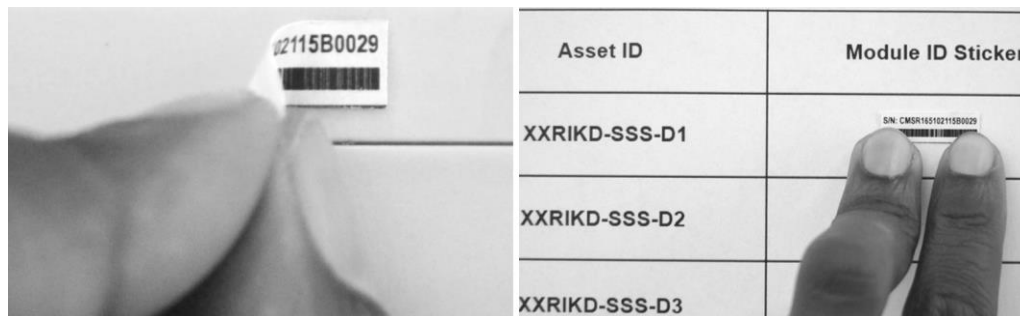 02115B0029
Asset ID
Module ID Sticker
XXRIKD-SSS-D1
S/N: CMSR165102115B0029
XXRIKD-SSS-D2
XXRIKD-SSS-D3